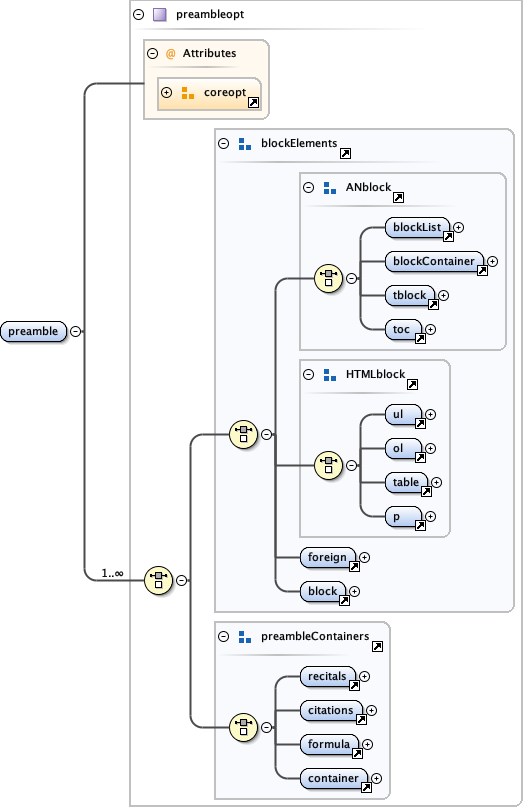 preambleopt
@ Attributes
coreopt
blockElements
ANblock
blockList
blockContainer
tblock
toc
preamble
HTMLblock
ul
ol
table
p
foreign
1..∞
block
preambleContainers
recitals
citations
formula
container